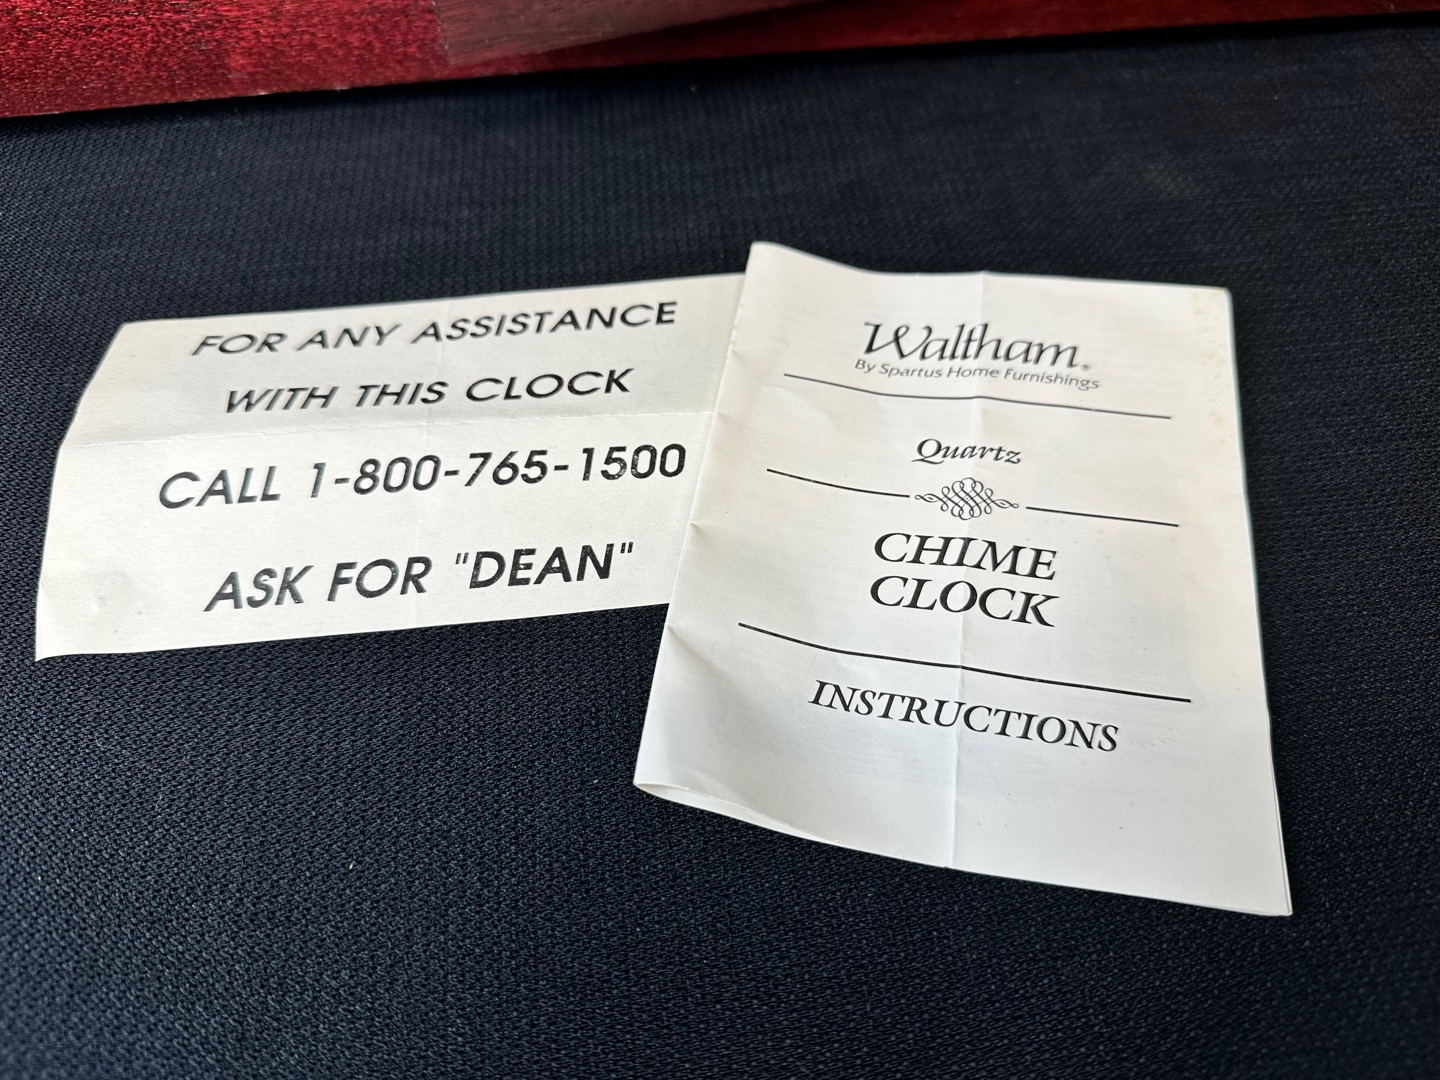 FOR ANY ASSISTANCE
WITH THIS CLOCK
CALL 1-800-765-1500
ASK FOR "DEAN"
Waltham®
By Spartus Home Furnishings
Quartz
CHIME
CLOCK
INSTRUCTIONS